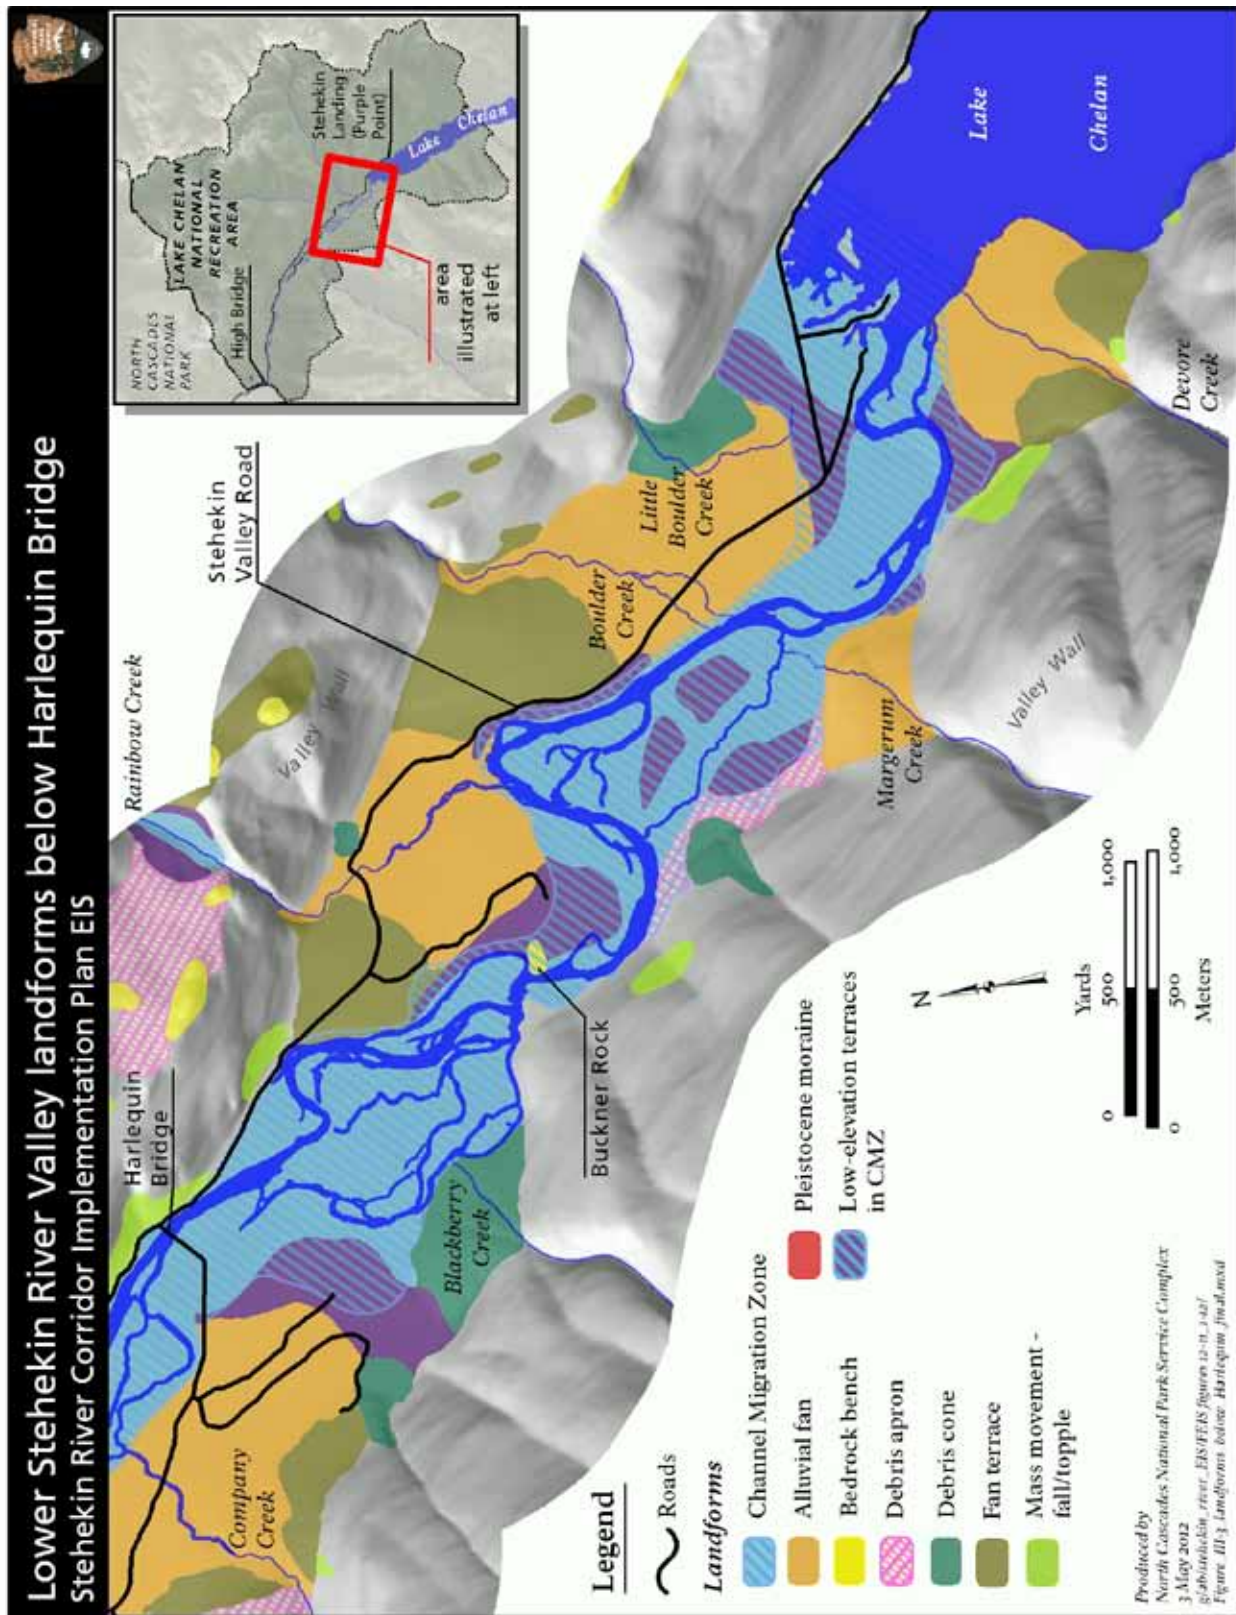 Lower Stehekin River Valley landforms below Harlequin Bridge
Stehekin River Corridor Implementation Plan EIS
NORTH
CASCADES
NATIONAL
PARK
LAKE CHELAN
NATIONAL
RECREATION
AREA
High Bridge
Stehekin
Landing
(Purple
Point)
Lake Chelan
area
illustrated
at left
Harlequin
Bridge
Rainbow Creek
Stehekin
Valley Road
Valley Wall
Company
Creek
Blackberry
Creek
Buckner Rock
Boulder
Creek
Little
Boulder
Creek
Margerum
Creek
Valley Wall
Devore
Creek
Lake
Chelan
Legend
Roads
Landforms
Channel Migration Zone
Alluvial fan
Bedrock bench
Debris apron
Debris cone
Fan terrace
Mass movement -
fall/topple
Pleistocene moraine
Low-elevation terraces
in CMZ
N
Yards
0 500 1,000
0 500 1,000
Meters
Produced by
North Cascades National Park Service Complex
3 May 2012